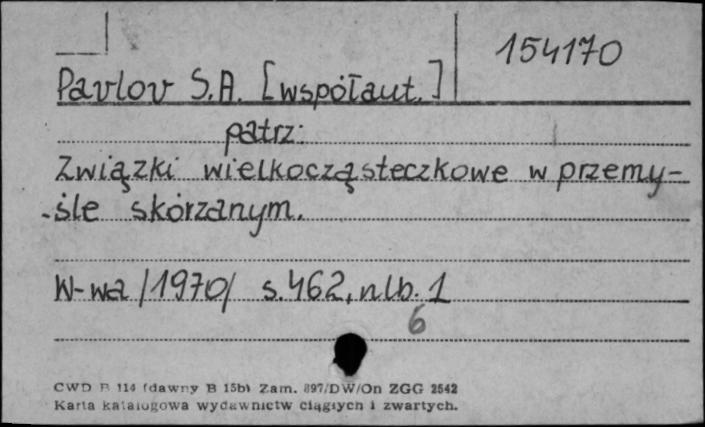 154170
Pavlov S.A. [współaut.]
patrz:
Związki wielkocząsteczkowe w przemy-
-śle skórzanym.
W-wa /1970/ s.462, nlb. 1
6
CWD B 114 (dawny B 15b) Zam. 897/DW/On ZGG 2542
Karta katalogowa wydawnictw ciągłych i zwartych.